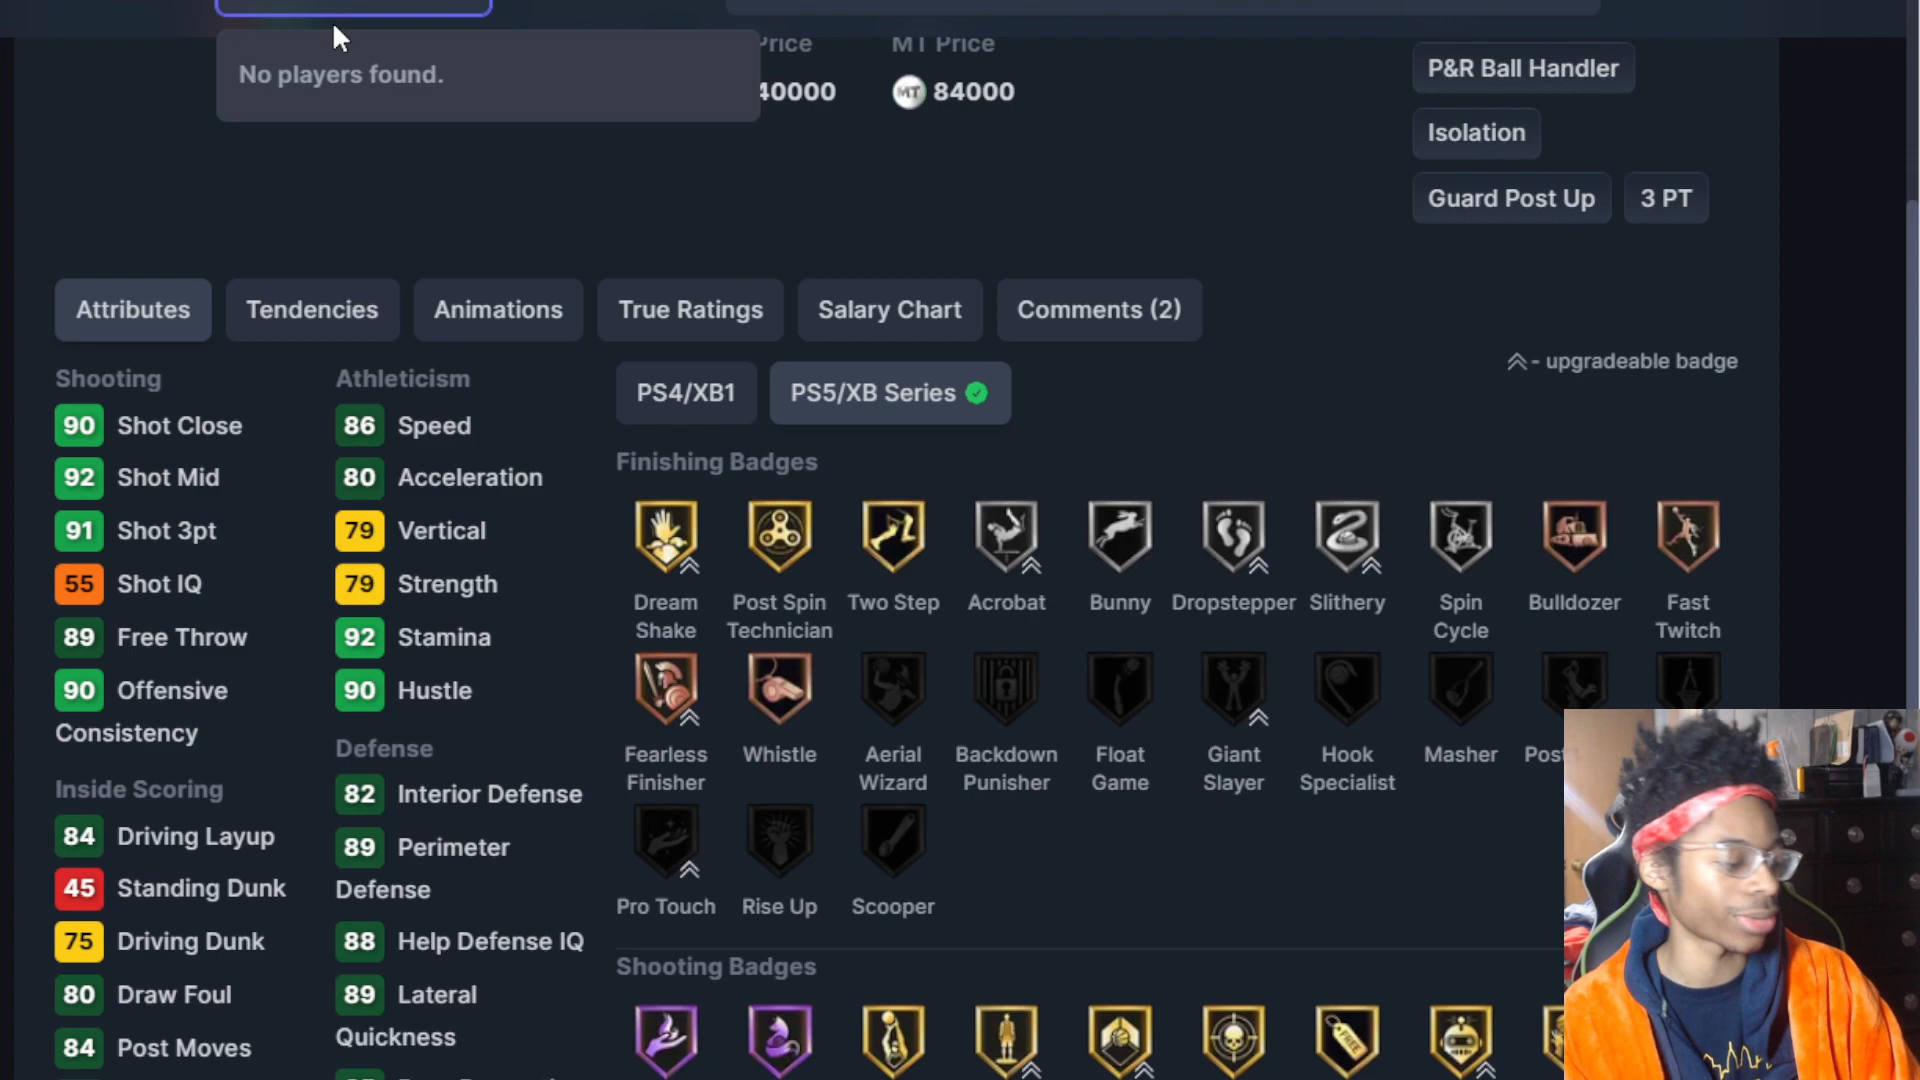 No players found.
Price
MT Price
40000
MT 84000
P&R Ball Handler
Isolation
Guard Post Up
3 PT
Attributes
Tendencies
Animations
True Ratings
Salary Chart
Comments (2)
- upgradeable badge
PS4/XB1
PS5/XB Series
Shooting
90 Shot Close
92 Shot Mid
91 Shot 3pt
55 Shot IQ
89 Free Throw
90 Offensive
Consistency
Inside Scoring
84 Driving Layup
45 Standing Dunk
75 Driving Dunk
80 Draw Foul
84 Post Moves
Athleticism
86 Speed
80 Acceleration
79 Vertical
79 Strength
92 Stamina
90 Hustle
Defense
82 Interior Defense
89 Perimeter
Defense
88 Help Defense IQ
89 Lateral
Quickness
Finishing Badges
Dream
Shake
Post Spin
Technician
Two Step
Acrobat
Bunny
Dropstepper
Slithery
Spin
Cycle
Bulldozer
Fast
Twitch
Fearless
Finisher
Whistle
Aerial
Wizard
Backdown
Punisher
Float
Game
Giant
Slayer
Hook
Specialist
Masher
Post
Pro Touch
Rise Up
Scooper
Shooting Badges
FREE